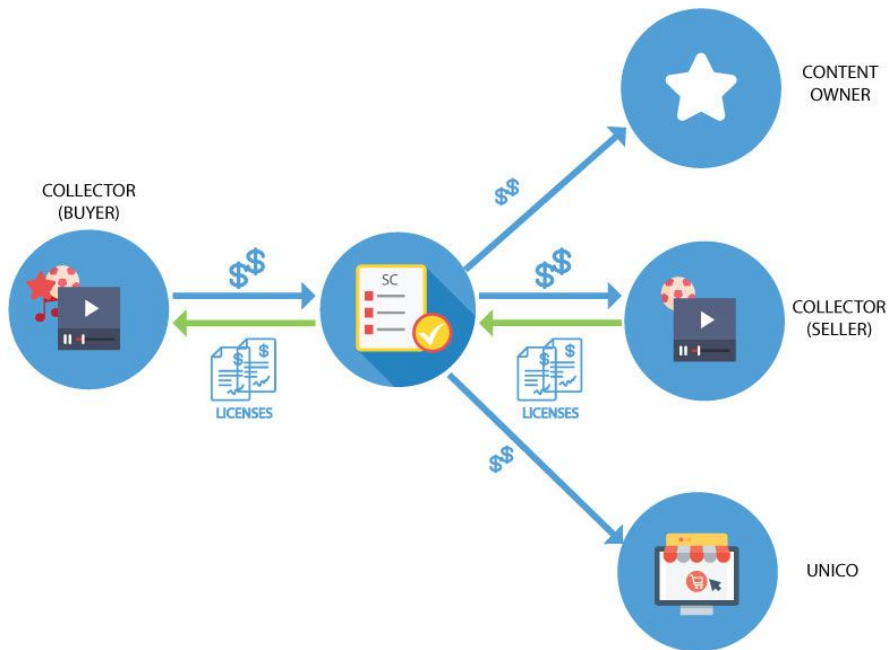 CONTENT
OWNER
COLLECTOR
(BUYER)
$$
$$
$$
SC
COLLECTOR
(SELLER)
$ $
LICENSES
$ $
LICENSES
$$
UNICO